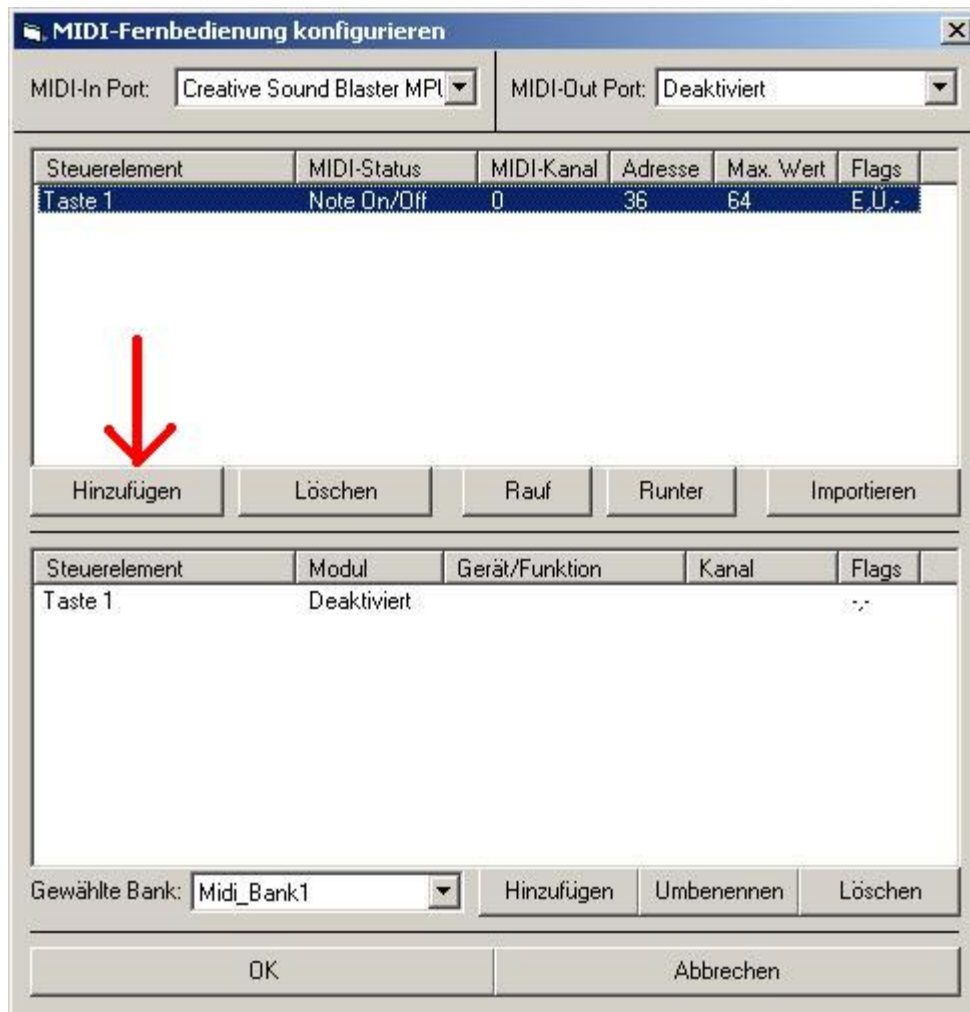 MIDI-Fernbedienung konfigurieren
MIDI-In Port: Creative Sound Blaster MPU MIDI-Out Port: Deaktiviert
Steuerelement MIDI-Status MIDI-Kanal Adresse Max. Wert Flags
Taste 1 Note On/Off 0 36 64 E,Ü,-
Hinzufügen Löschen Rauf Runter Importieren
Steuerelement Modul Gerät/Funktion Kanal Flags
Taste 1 Deaktiviert -,-
Gewählte Bank: Midi_Bank1 Hinzufügen Umbenennen Löschen
OK Abbrechen